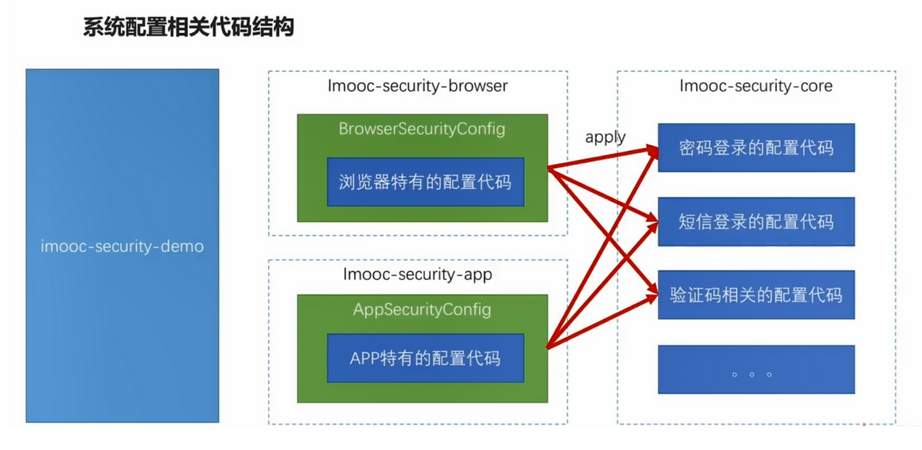 系统配置相关代码结构
imooc-security-demo
Imooc-security-browser
BrowserSecurityConfig
浏览器特有的配置代码
Imooc-security-app
AppSecurityConfig
APP特有的配置代码
apply
Imooc-security-core
密码登录的配置代码
短信登录的配置代码
验证码相关的配置代码
。。。